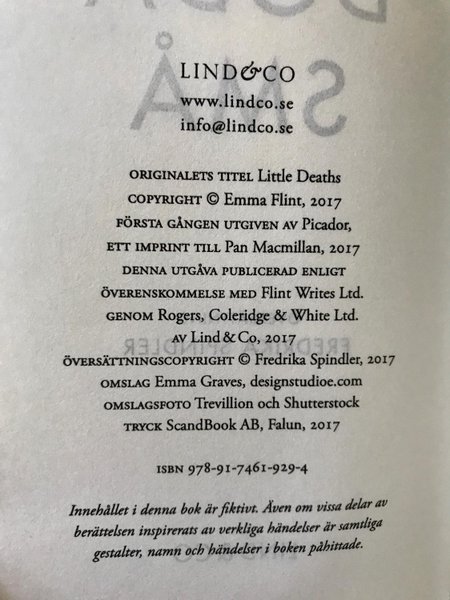 LIND&CO
www.lindco.se
info@lindco.se
ORIGINALETS TITEL Little Deaths
COPYRIGHT © Emma Flint, 2017
FÖRSTA GÅNGEN UTGIVEN AV Picador,
ETT IMPRINT TILL Pan Macmillan, 2017
DENNA UTGÅVA PUBLICERAD ENLIGT
ÖVERENSKOMMELSE MED Flint Writes Ltd.
GENOM Rogers, Coleridge & White Ltd.
AV Lind & Co, 2017
ÖVERSÄTTNINGSCOPYRIGHT © Fredrika Spindler, 2017
OMSLAG Emma Graves, designstudioe.com
OMSLAGSFOTO Trevillion och Shutterstock
TRYCK ScandBook AB, Falun, 2017
ISBN 978-91-7461-929-4
Innehållet i denna bok är fiktivt. Även om vissa delar av
berättelsen inspirerats av verkliga händelser är samtliga
gestalter, namn och händelser i boken påhittade.